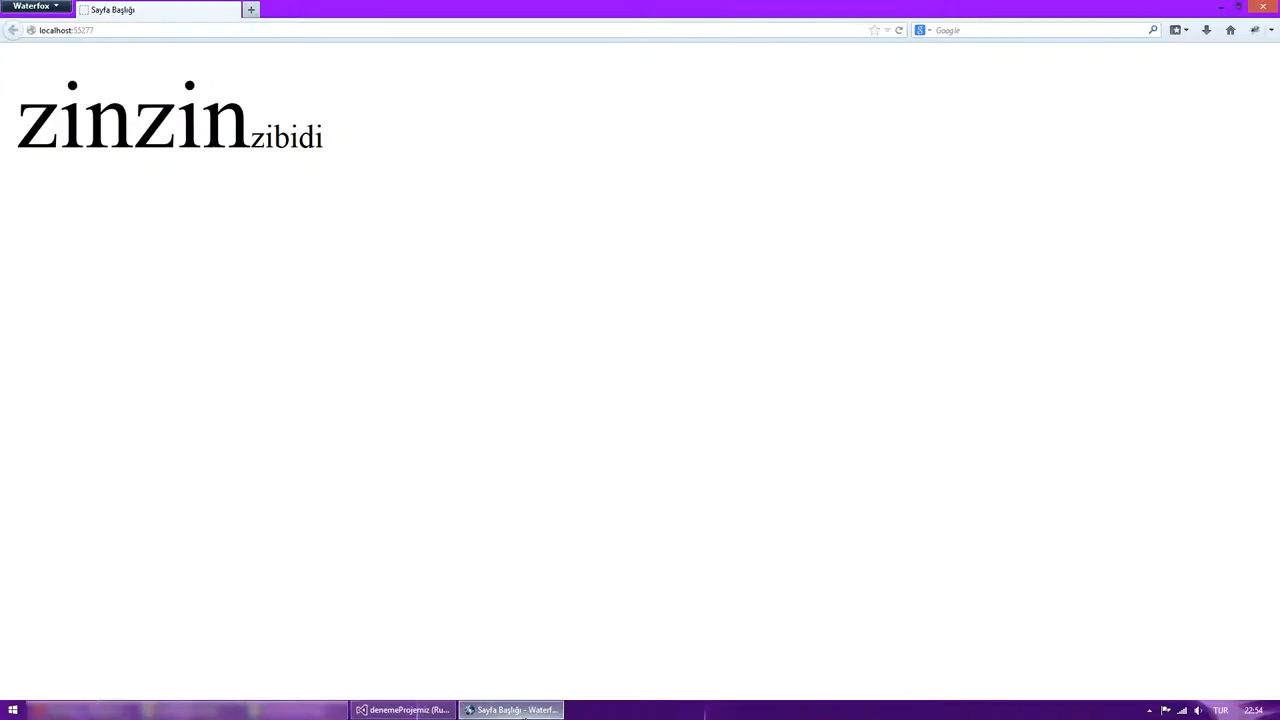 Waterfox
Sayfa Başlığı
localhost:55277
Google
zinzinzibidi
denemeProjemiz (Ru...
Sayfa Başlığı - Waterf...
TUR
22:54